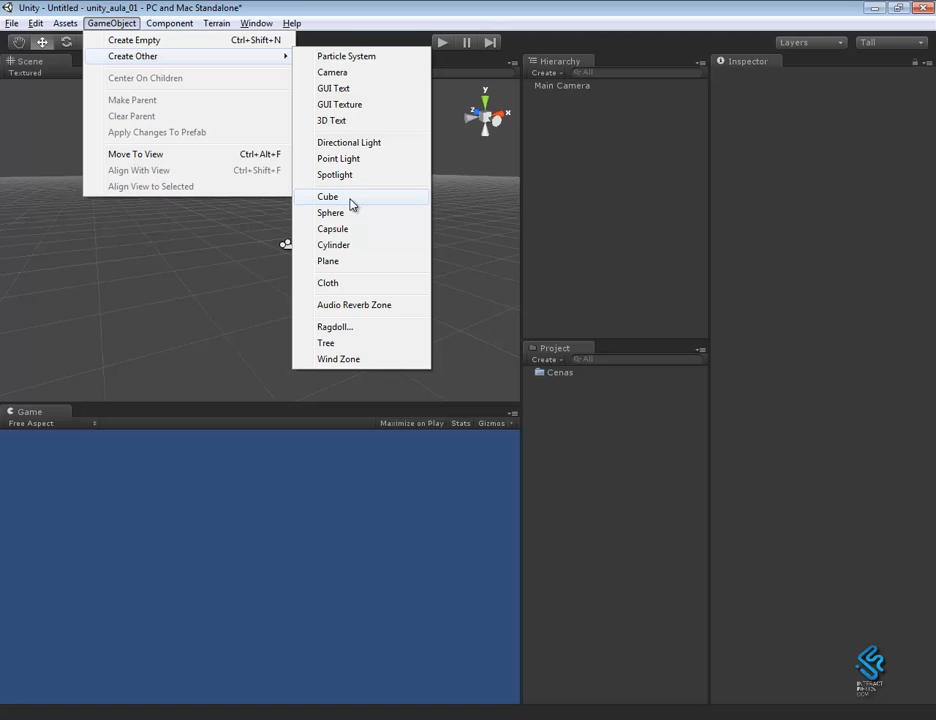 Unity - Untitled - unity_aula_01 - PC and Mac Standalone*
File Edit Assets GameObject Component Terrain Window Help
Create Empty Ctrl+Shift+N
Create Other
Center On Children
Make Parent
Clear Parent
Apply Changes To Prefab
Move To View Ctrl+Alt+F
Align With View Ctrl+Shift+F
Align View to Selected
Particle System
Camera
GUI Text
GUI Texture
3D Text
Directional Light
Point Light
Spotlight
Cube
Sphere
Capsule
Cylinder
Plane
Cloth
Audio Reverb Zone
Ragdoll...
Tree
Wind Zone
Layers Tall
Scene
Textured
y
z x
Hierarchy
Create All
Main Camera
Inspector
Project
Create All
Cenas
Game
Free Aspect Maximize on Play Stats Gizmos
INTERACT
FIELDS
.COM